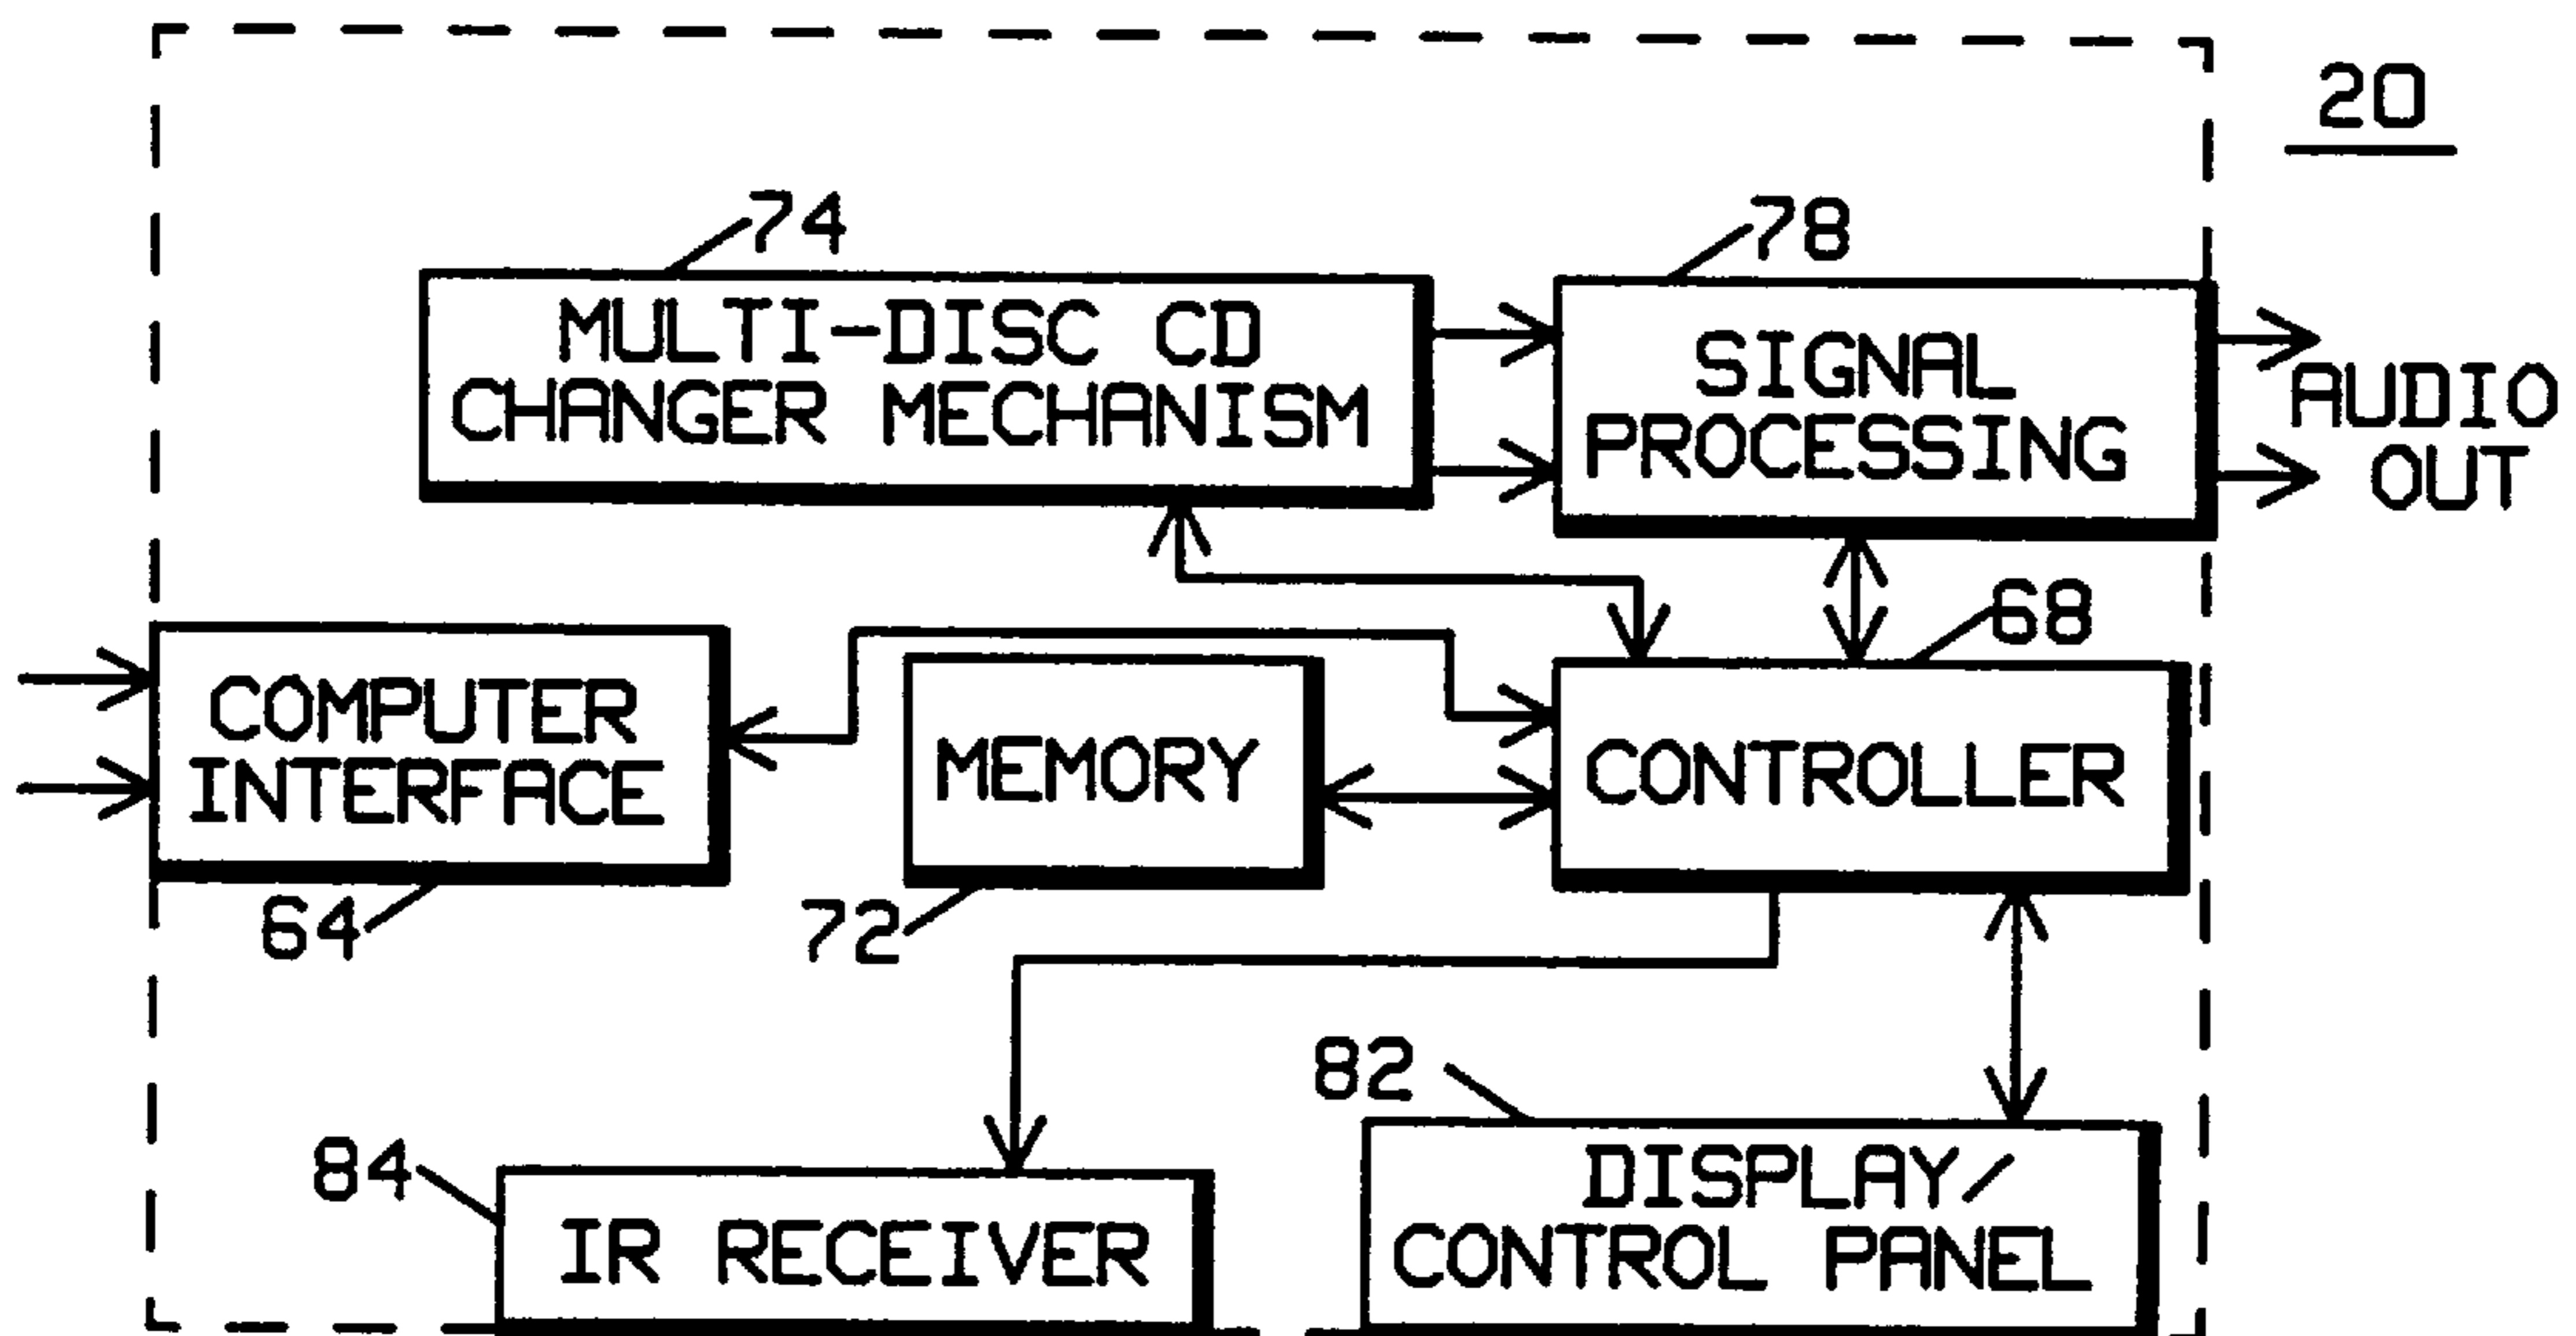 20
74
78
MULTI-DISC CD
CHANGER MECHANISM
SIGNAL
PROCESSING
AUDIO
OUT
68
COMPUTER
INTERFACE
MEMORY
CONTROLLER
64
72
82
84
IR RECEIVER
DISPLAY/
CONTROL PANEL